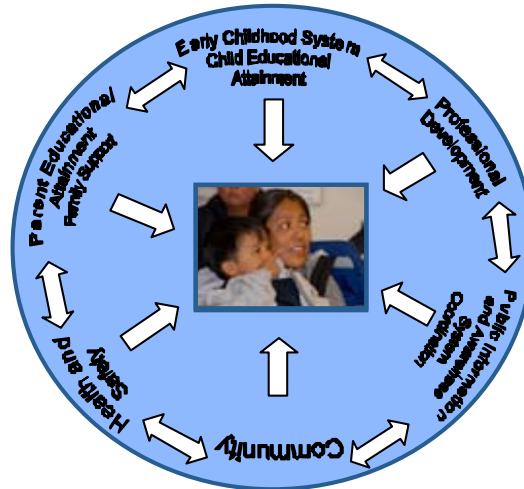 Early Childhood System
Child Educational
Attainment
Professional
Development
Public Information
and Awareness
System
Coordination
Community
Health and
Safety
Parent Educational
Attainment
Family Support